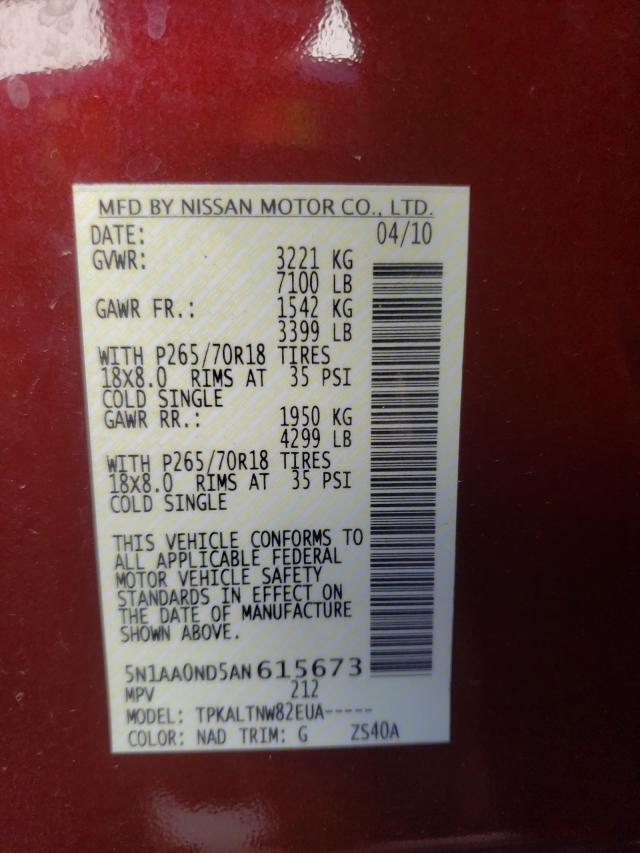 MFD BY NISSAN MOTOR CO., LTD.
DATE: 04/10
GVWR: 3221 KG
7100 LB
GAWR FR.: 1542 KG
3399 LB
WITH P265/70R18 TIRES
18X8.0 RIMS AT 35 PSI
COLD SINGLE
GAWR RR.: 1950 KG
4299 LB
WITH P265/70R18 TIRES
18X8.0 RIMS AT 35 PSI
COLD SINGLE
THIS VEHICLE CONFORMS TO
ALL APPLICABLE FEDERAL
MOTOR VEHICLE SAFETY
STANDARDS IN EFFECT ON
THE DATE OF MANUFACTURE
SHOWN ABOVE.
5N1AA0ND5AN615673
MPV 212
MODEL: TPKALTNW82EUA-----
COLOR: NAD TRIM: G ZS40A